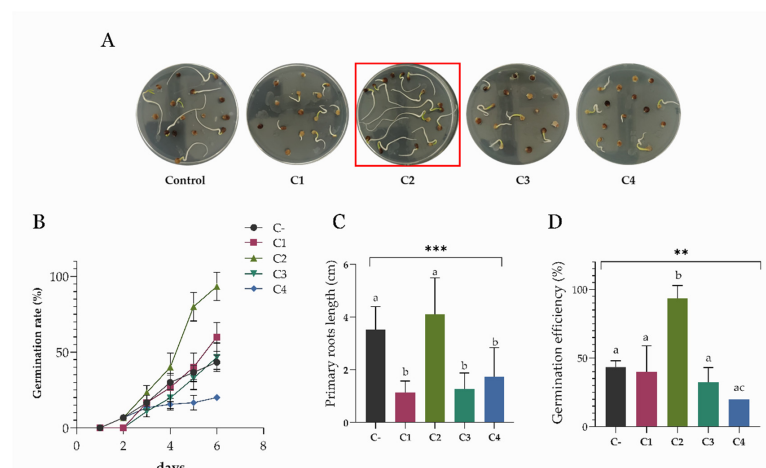 A
Control C1 C2 C3 C4
B
C-
C1
C2
C3
C4
Germination rate (%)
100
50
0
0 2 4 6 8
days
C
***
Primary roots length (cm)
6
4
2
0
a b a b b
C- C1 C2 C3 C4
D
**
Germination efficiency (%)
100
50
0
a a b a ac
C- C1 C2 C3 C4